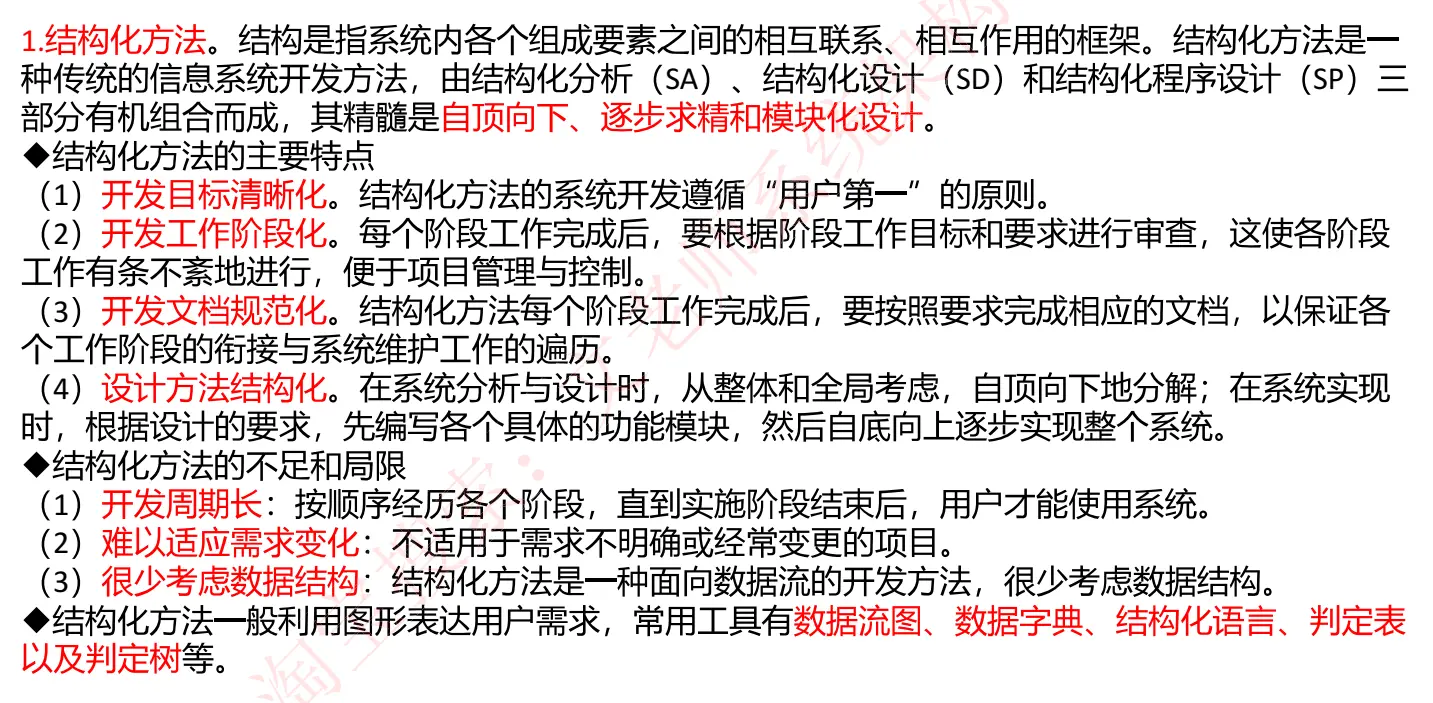 1.结构化方法。结构是指系统内各个组成要素之间的相互联系、相互作用的框架。结构化方法是一
种传统的信息系统开发方法，由结构化分析（SA）、结构化设计（SD）和结构化程序设计（SP）三
部分有机组合而成，其精髓是自顶向下、逐步求精和模块化设计。
◆结构化方法的主要特点
（1）开发目标清晰化。结构化方法的系统开发遵循“用户第一”的原则。
（2）开发工作阶段化。每个阶段工作完成后，要根据阶段工作目标和要求进行审查，这使各阶段
工作有条不紊地进行，便于项目管理与控制。
（3）开发文档规范化。结构化方法每个阶段工作完成后，要按照要求完成相应的文档，以保证各
个工作阶段的衔接与系统维护工作的遍历。
（4）设计方法结构化。在系统分析与设计时，从整体和全局考虑，自顶向下地分解；在系统实现
时，根据设计的要求，先编写各个具体的功能模块，然后自底向上逐步实现整个系统。
◆结构化方法的不足和局限
（1）开发周期长：按顺序经历各个阶段，直到实施阶段结束后，用户才能使用系统。
（2）难以适应需求变化：不适用于需求不明确或经常变更的项目。
（3）很少考虑数据结构：结构化方法是一种面向数据流的开发方法，很少考虑数据结构。
◆结构化方法一般利用图形表达用户需求，常用工具有数据流图、数据字典、结构化语言、判定表
以及判定树等。